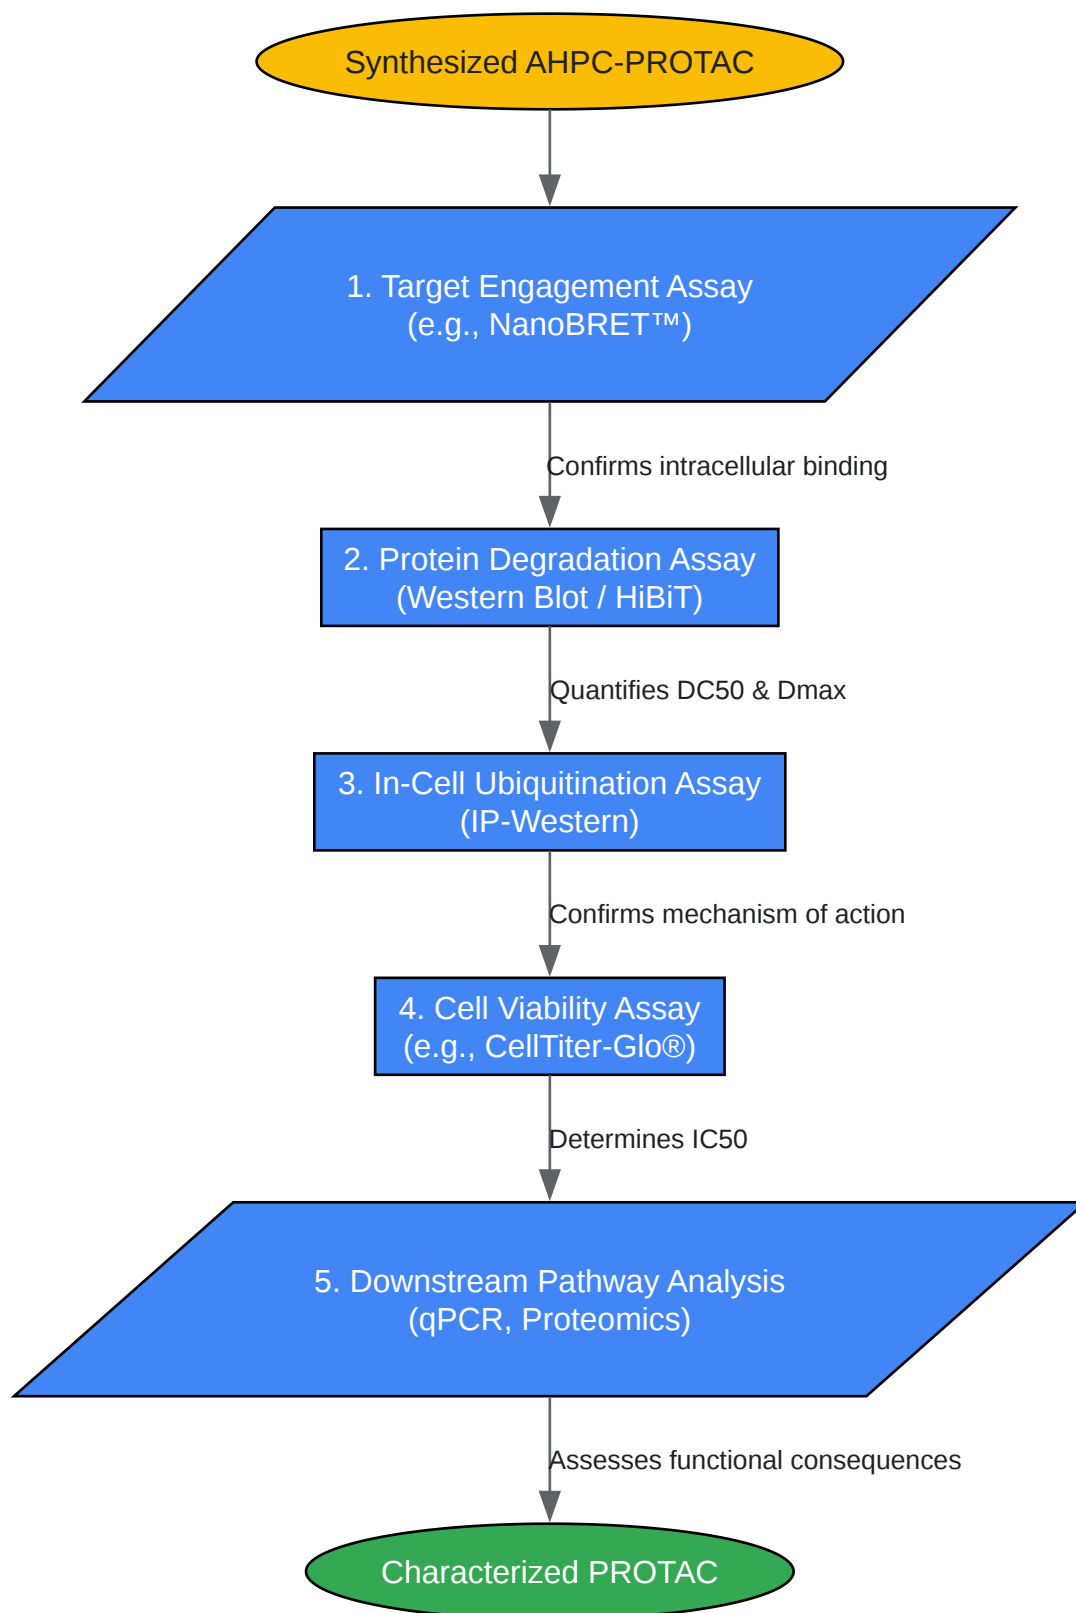 Synthesized AHPC-PROTAC
1. Target Engagement Assay
(e.g., NanoBRET™)
Confirms intracellular binding
2. Protein Degradation Assay
(Western Blot / HiBiT)
Quantifies DC50 & Dmax
3. In-Cell Ubiquitination Assay
(IP-Western)
Confirms mechanism of action
4. Cell Viability Assay
(e.g., CellTiter-Glo®)
Determines IC50
5. Downstream Pathway Analysis
(qPCR, Proteomics)
Assesses functional consequences
Characterized PROTAC